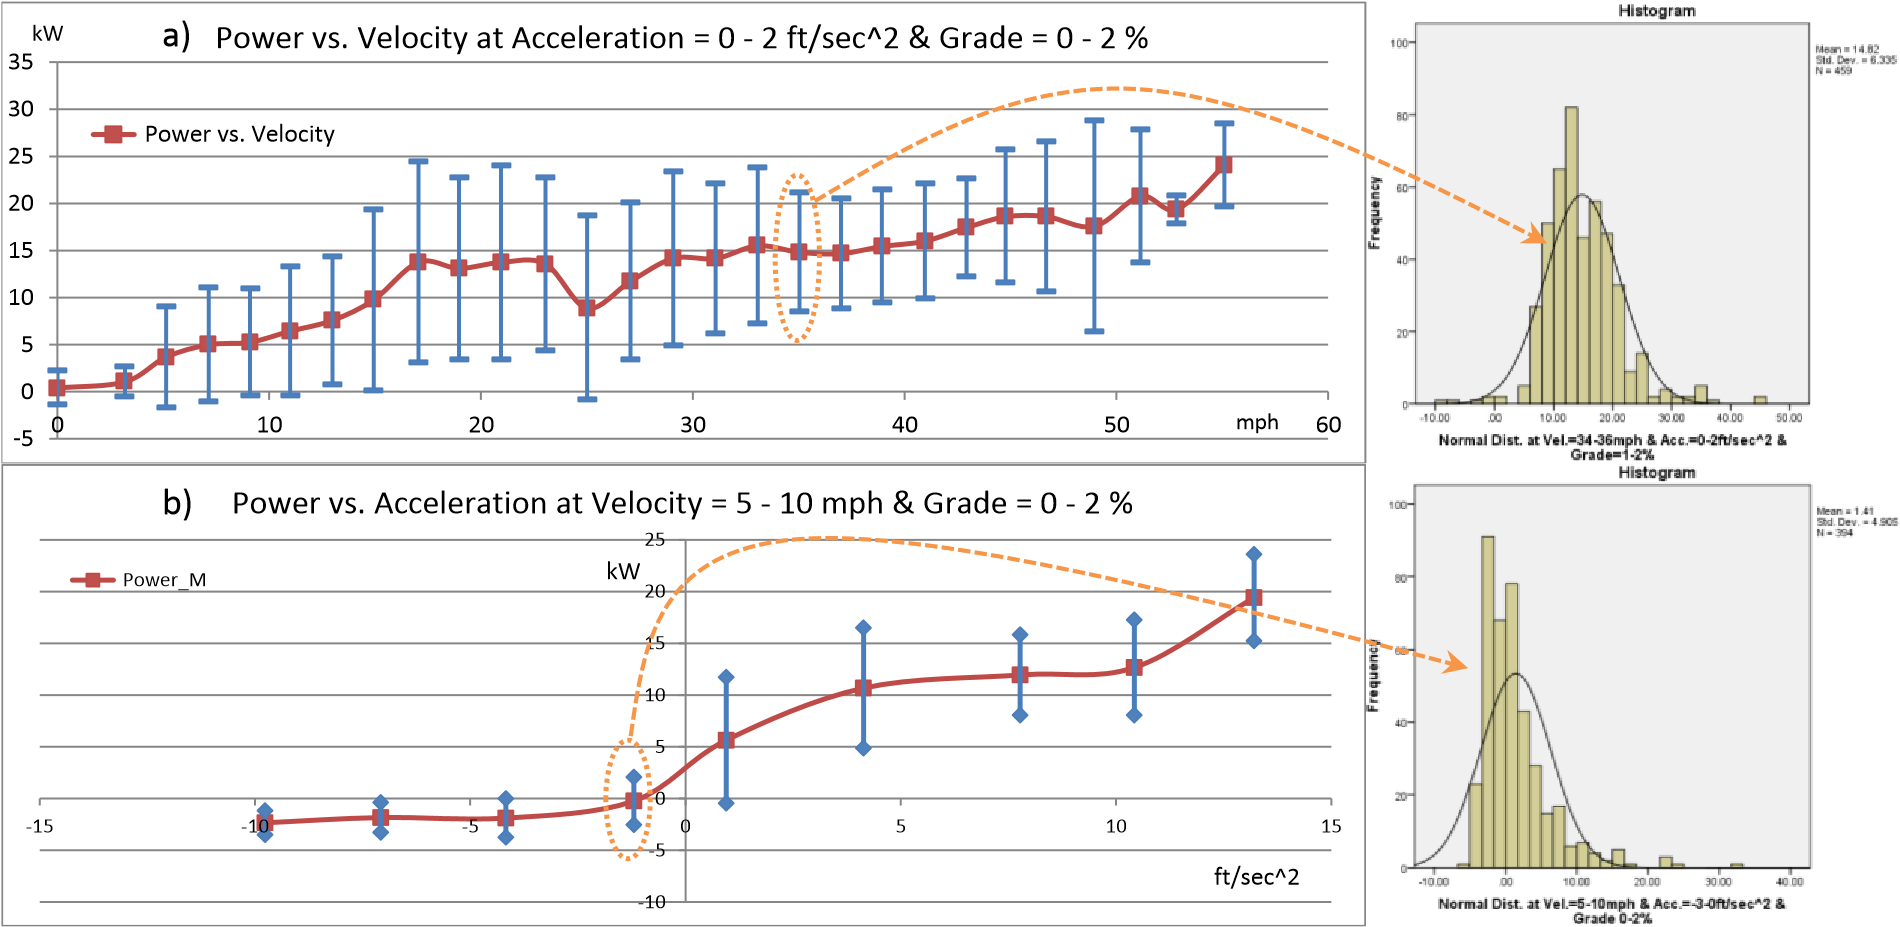 a) Power vs. Velocity at Acceleration = 0 - 2 ft/sec^2 & Grade = 0 - 2 %
kW
35
30
25
20
15
10
5
0
-5
Power vs. Velocity
0 10 20 30 40 50 mph 60
Histogram
Mean = 14.82
Std. Dev. = 6.335
N = 459
Frequency
100
80
60
40
20
0
-10.00 .00 10.00 20.00 30.00 40.00 50.00
Normal Dist. at Vel.=34-36mph & Acc.=0-2ft/sec^2 &
Grade=1-2%
b) Power vs. Acceleration at Velocity = 5 - 10 mph & Grade = 0 - 2 %
Power_M
kW
25
20
15
10
5
0
-5
-10
-15 -10 -5 0 5 10 15
ft/sec^2
Histogram
Mean = 1.41
Std. Dev. = 4.905
N = 394
Frequency
100
80
60
40
20
0
-10.00 .00 10.00 20.00 30.00 40.00
Normal Dist. at Vel.=5-10mph & Acc.=-3-0ft/sec^2 &
Grade 0-2%